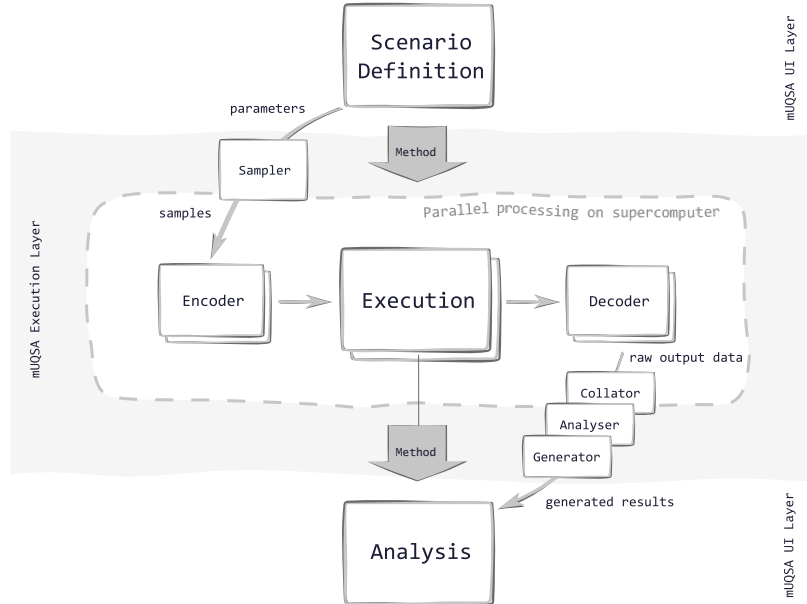 Scenario
Definition
mUQSA UI Layer
parameters
Method
Sampler
samples
Parallel processing on supercomputer
mUQSA Execution Layer
Encoder
Execution
Decoder
raw output data
Collator
Analyser
Method
Generator
generated results
mUQSA UI Layer
Analysis